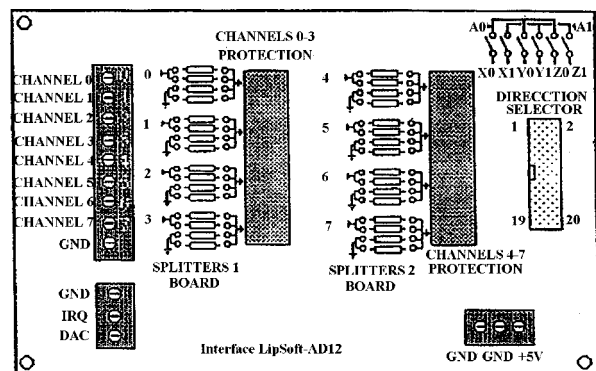 CHANNELS 0-3
PROTECTION
A0
A1
X0 X1 Y0 Y1 Z0 Z1
DIRECCTION
SELECTOR
1 2
19 20
CHANNEL 0
CHANNEL 1
CHANNEL 2
CHANNEL 3
CHANNEL 4
CHANNEL 5
CHANNEL 6
CHANNEL 7
GND
0
1
2
3
SPLITTERS 1
BOARD
4
5
6
7
SPLITTERS 2
BOARD
CHANNELS 4-7
PROTECTION
GND
IRQ
DAC
Interface LipSoft-AD12
GND GND +5V